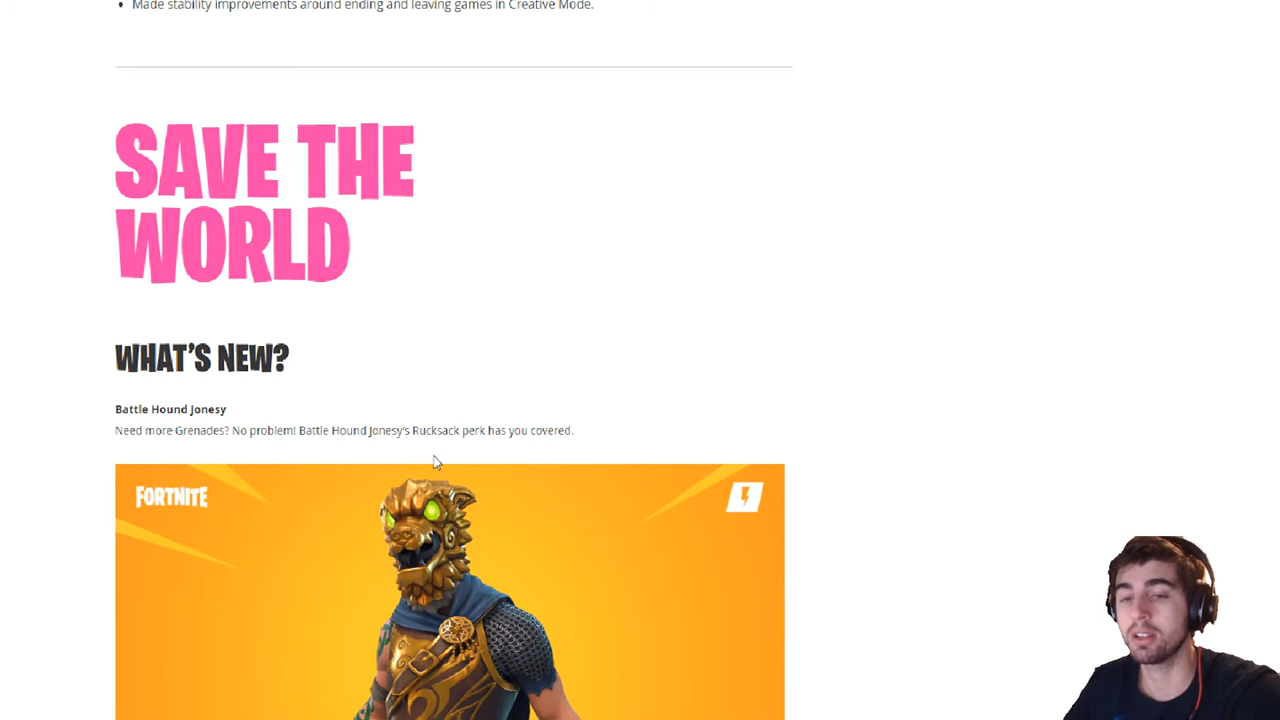 Made stability improvements around ending and leaving games in Creative Mode.
SAVE THE
WORLD
WHAT'S NEW?
Battle Hound Jonesy
Need more Grenades? No problem! Battle Hound Jonesy's Rucksack perk has you covered.
FORTNITE